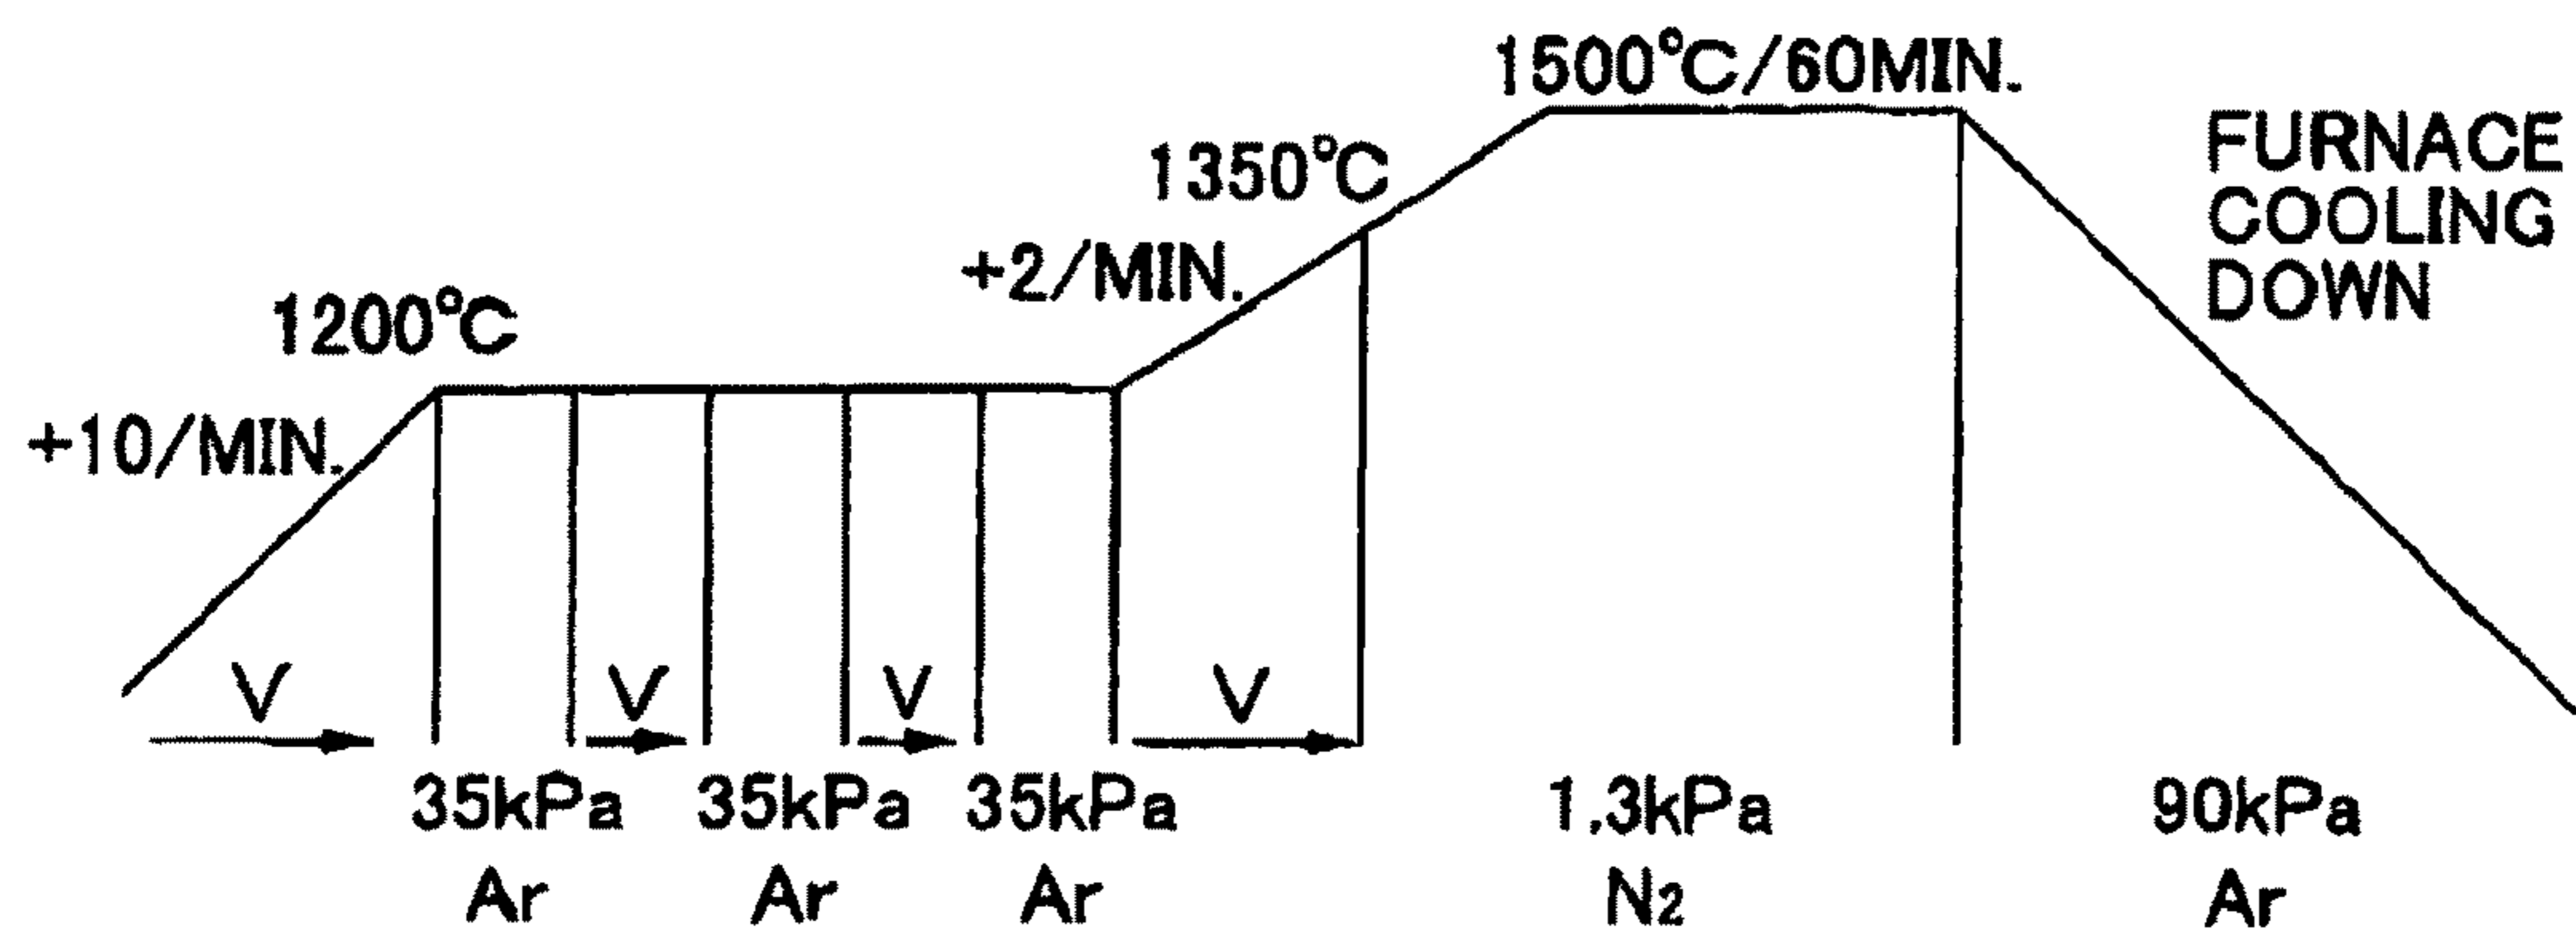 1500°C/60MIN.
FURNACE
COOLING
DOWN
1350°C
+2/MIN.
1200°C
+10/MIN.
V V V V
35kPa 35kPa 35kPa 1.3kPa 90kPa
Ar Ar Ar N2 Ar